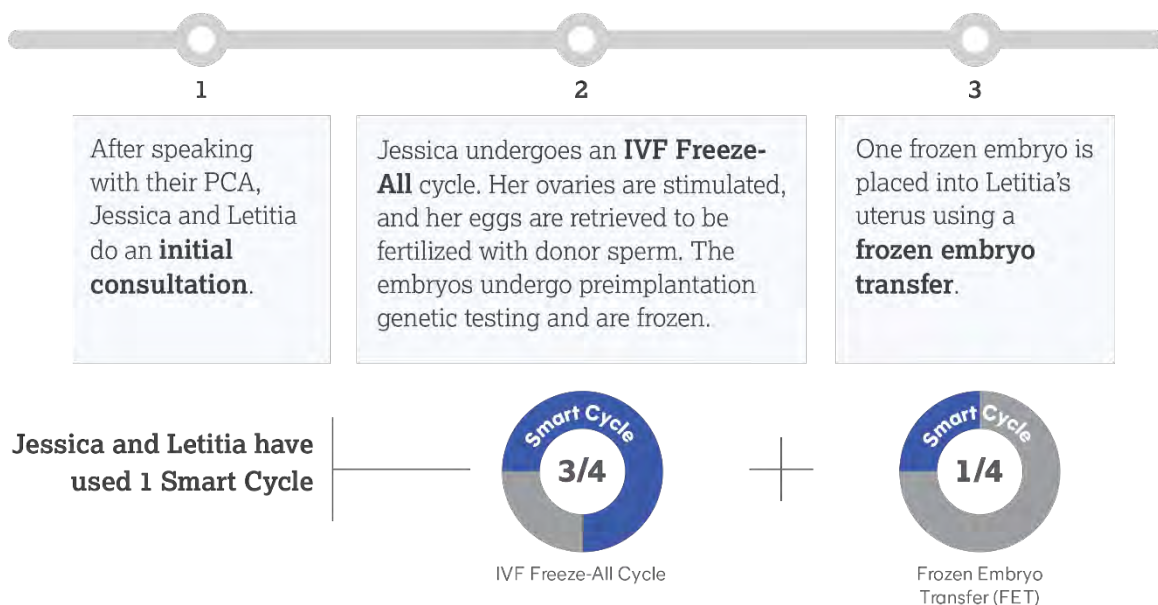 1
2
3
After speaking
with their PCA,
Jessica and Letitia
do an initial
consultation.
Jessica undergoes an IVF Freeze-
All cycle. Her ovaries are stimulated,
and her eggs are retrieved to be
fertilized with donor sperm. The
embryos undergo preimplantation
genetic testing and are frozen.
One frozen embryo is
placed into Letitia’s
uterus using a
frozen embryo
transfer.
Jessica and Letitia have
used 1 Smart Cycle
Smart Cycle
3/4
IVF Freeze-All Cycle
Smart Cycle
1/4
Frozen Embryo
Transfer (FET)